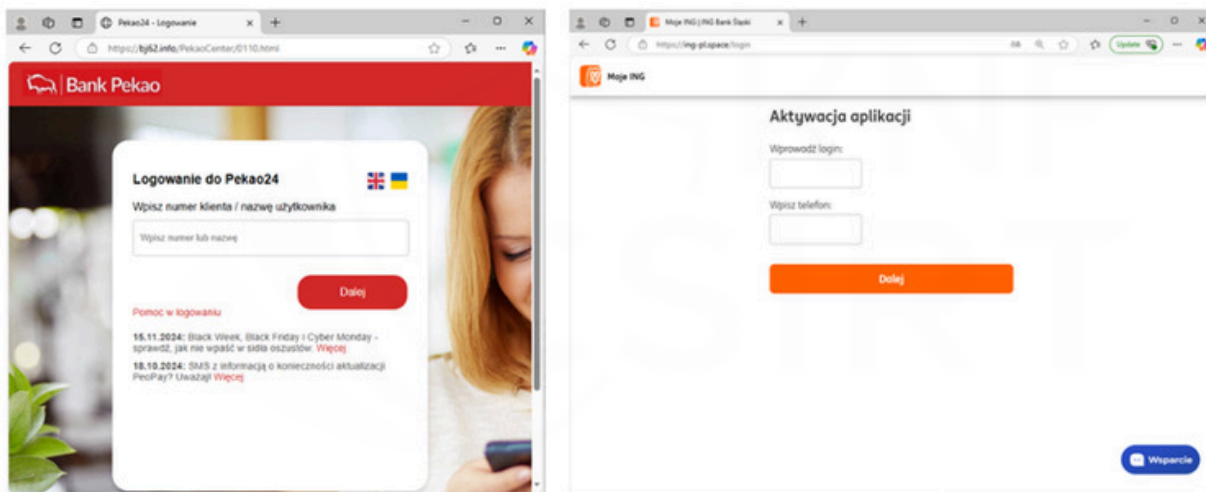 Pekao24 - Logowanie
https://bj62.info/PekaoCenter/0110.html
Bank Pekao
Logowanie do Pekao24
Wpisz numer klienta / nazwę użytkownika
Wpisz numer lub nazwę
Dalej
Pomoc w logowaniu
15.11.2024: Black Week, Black Friday i Cyber Monday -
sprawdź, jak nie wpaść w sidła oszustów. Więcej
18.10.2024: SMS z informacją o konieczności aktualizacji
PeoPay? Uważaj! Więcej
Moje ING | ING Bank Śląski
https://ing-pl.space/login
Update
Moje ING
Aktywacja aplikacji
Wprowadź login:
Wpisz telefon:
Dalej
Wsparcie